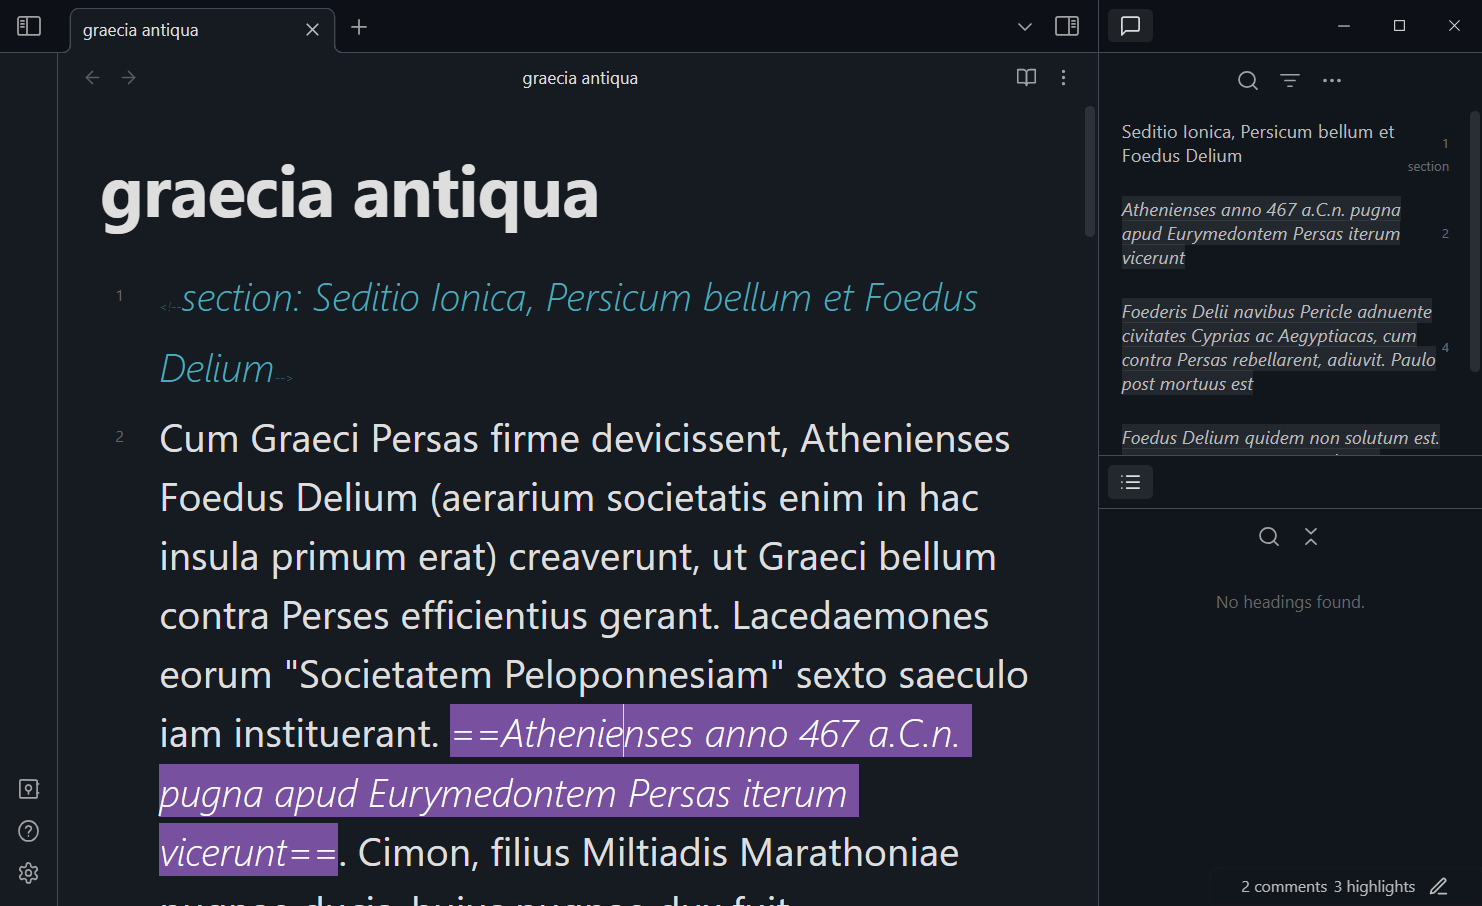 graecia antiqua
graecia antiqua
graecia antiqua
1
<!--section: Seditio Ionica, Persicum bellum et Foedus
Delium-->
2
Cum Graeci Persas firme devicissent, Athenienses
Foedus Delium (aerarium societatis enim in hac
insula primum erat) creaverunt, ut Graeci bellum
contra Perses efficientius gerant. Lacedaemones
eorum "Societatem Peloponnesiam" sexto saeculo
iam instituerant. ==Athenienses anno 467 a.C.n.
pugna apud Eurymedontem Persas iterum
vicerunt==. Cimon, filius Miltiadis Marathoniae
Seditio Ionica, Persicum bellum et
Foedus Delium
1
section
Athenienses anno 467 a.C.n. pugna
apud Eurymedontem Persas iterum
vicerunt
2
Foederis Delii navibus Pericle adnuente
civitates Cyprias ac Aegyptiacas, cum
contra Persas rebellarent, adiuvit. Paulo
post mortuus est
4
Foedus Delium quidem non solutum est.
No headings found.
2 comments 3 highlights